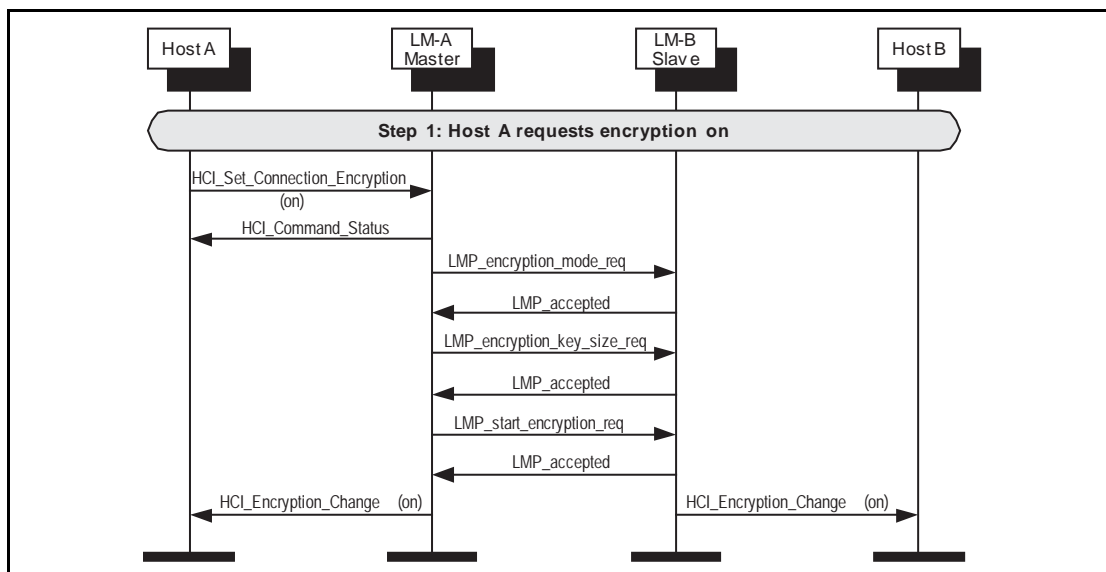 Host A
LM-A
Master
LM-B
Slave
Host B
Step 1: Host A requests encryption on
HCI_Set_Connection_Encryption
(on)
HCI_Command_Status
LMP_encryption_mode_req
LMP_accepted
LMP_encryption_key_size_req
LMP_accepted
LMP_start_encryption_req
LMP_accepted
HCI_Encryption_Change (on)
HCI_Encryption_Change (on)